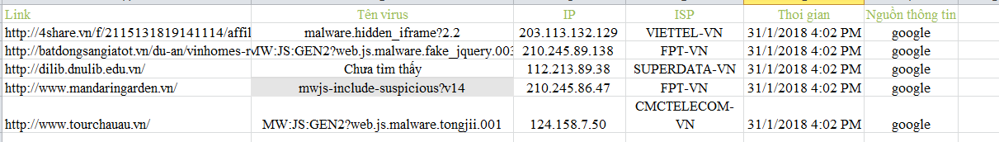 Link Tên virus IP ISP Thoi gian Nguồn thông tin
http://4share.vn/f/2115131819141114/affil malware.hidden_iframe?2.2 203.113.132.129 VIETTEL-VN 31/1/2018 4:02 PM google
http://batdongsangiatot.vn/du-an/vinhomes-r MW:JS:GEN2?web.js.malware.fake_jquery.003 210.245.89.138 FPT-VN 31/1/2018 4:02 PM google
http://dilib.dnulib.edu.vn/ Chưa tìm thấy 112.213.89.38 SUPERDATA-VN 31/1/2018 4:02 PM google
http://www.mandaringarden.vn/ mwjs-include-suspicious?v14 210.245.86.47 FPT-VN 31/1/2018 4:02 PM google
CMCTELECOM-
http://www.tourchauau.vn/ MW:JS:GEN2?web.js.malware.tongjii.001 124.158.7.50 VN 31/1/2018 4:02 PM google